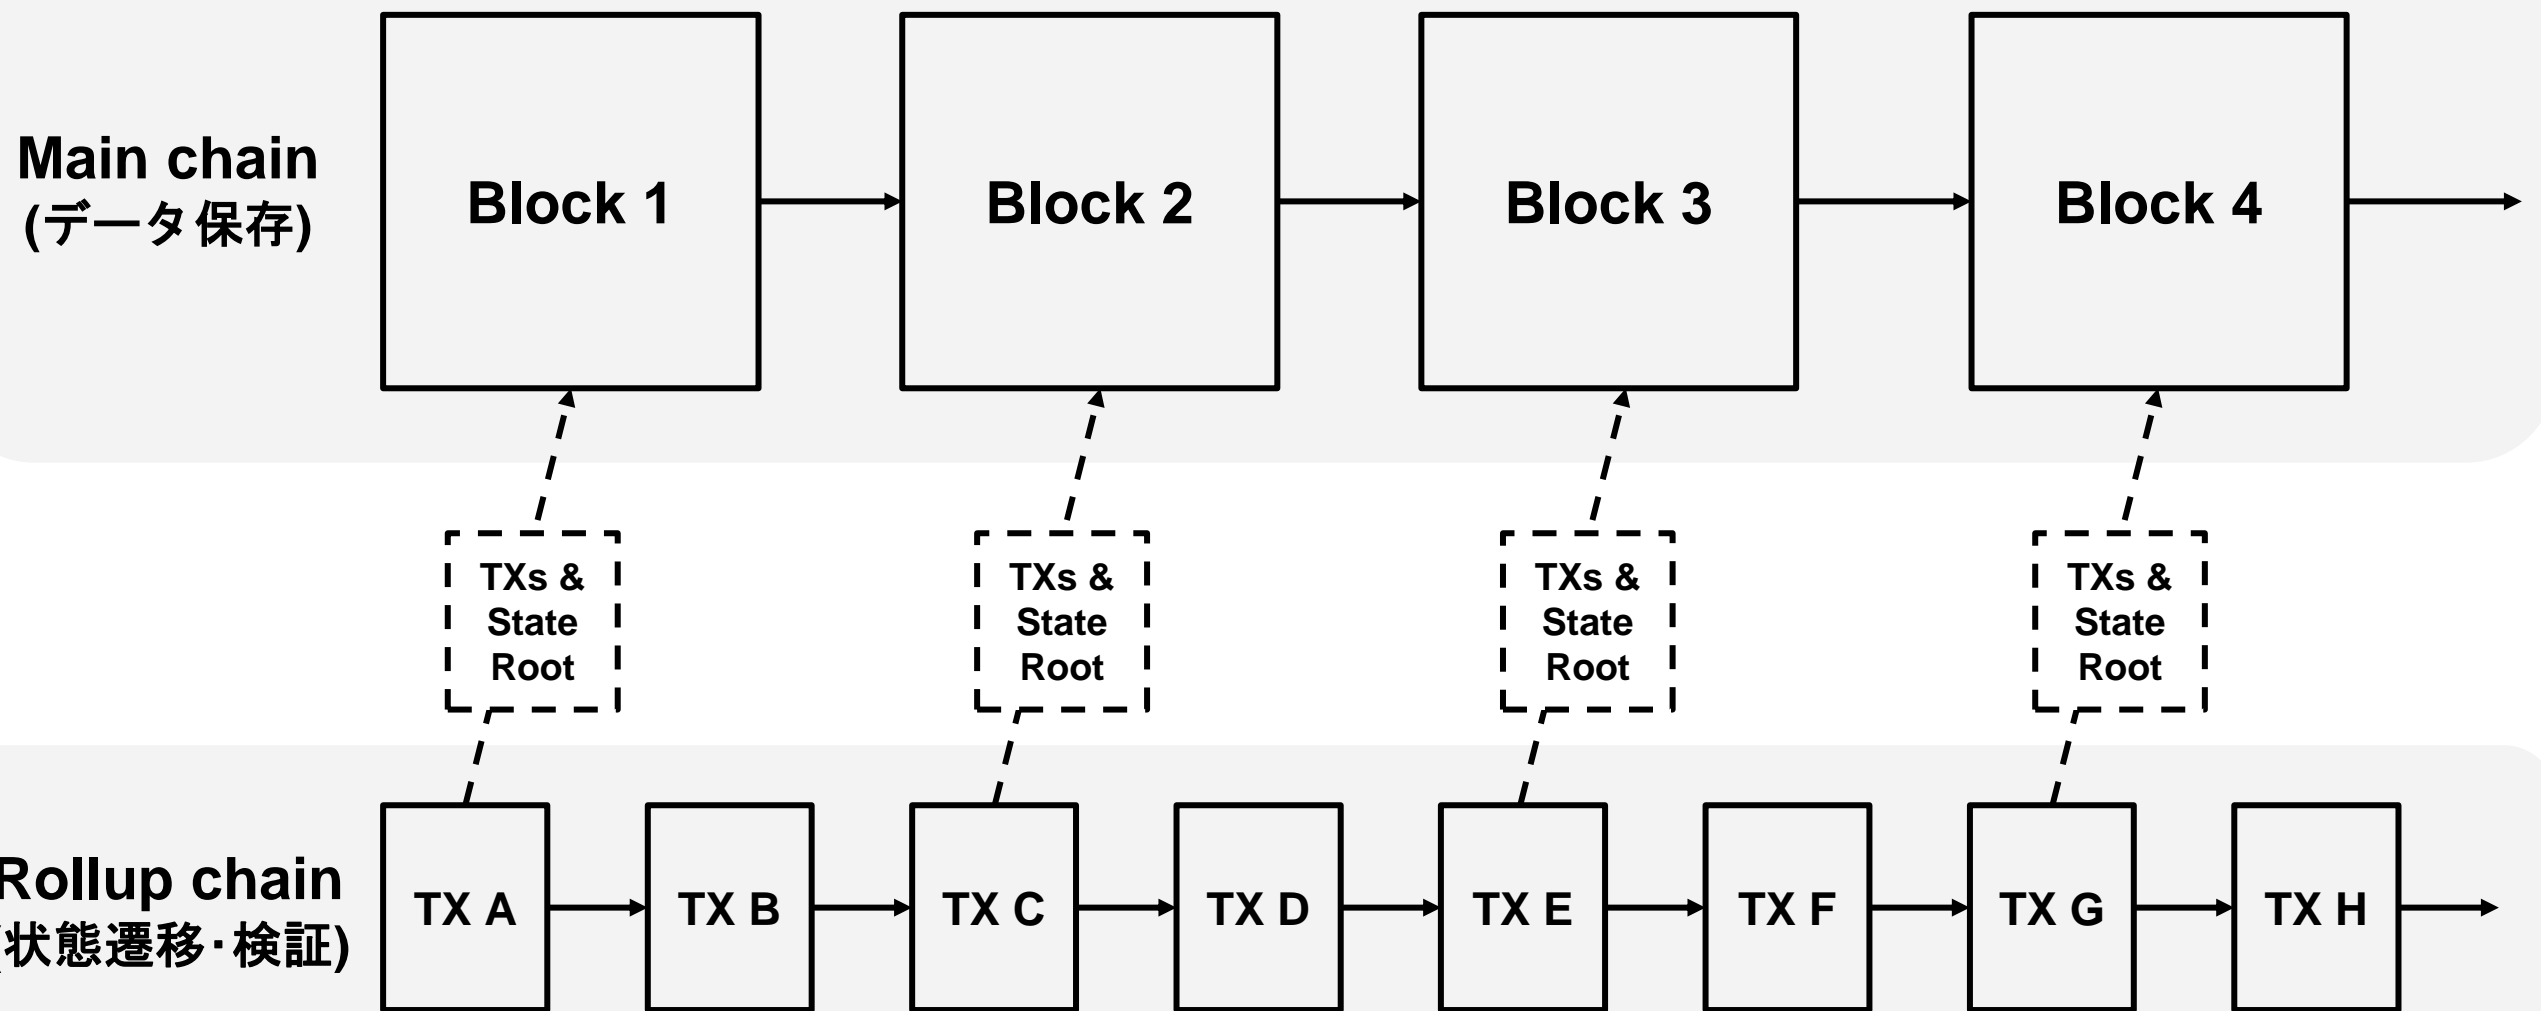 Main chain
(データ保存)
Block 1
Block 2
Block 3
Block 4
TXs &
State
Root
TXs &
State
Root
TXs &
State
Root
TXs &
State
Root
Rollup chain
(状態遷移・検証)
TX A
TX B
TX C
TX D
TX E
TX F
TX G
TX H